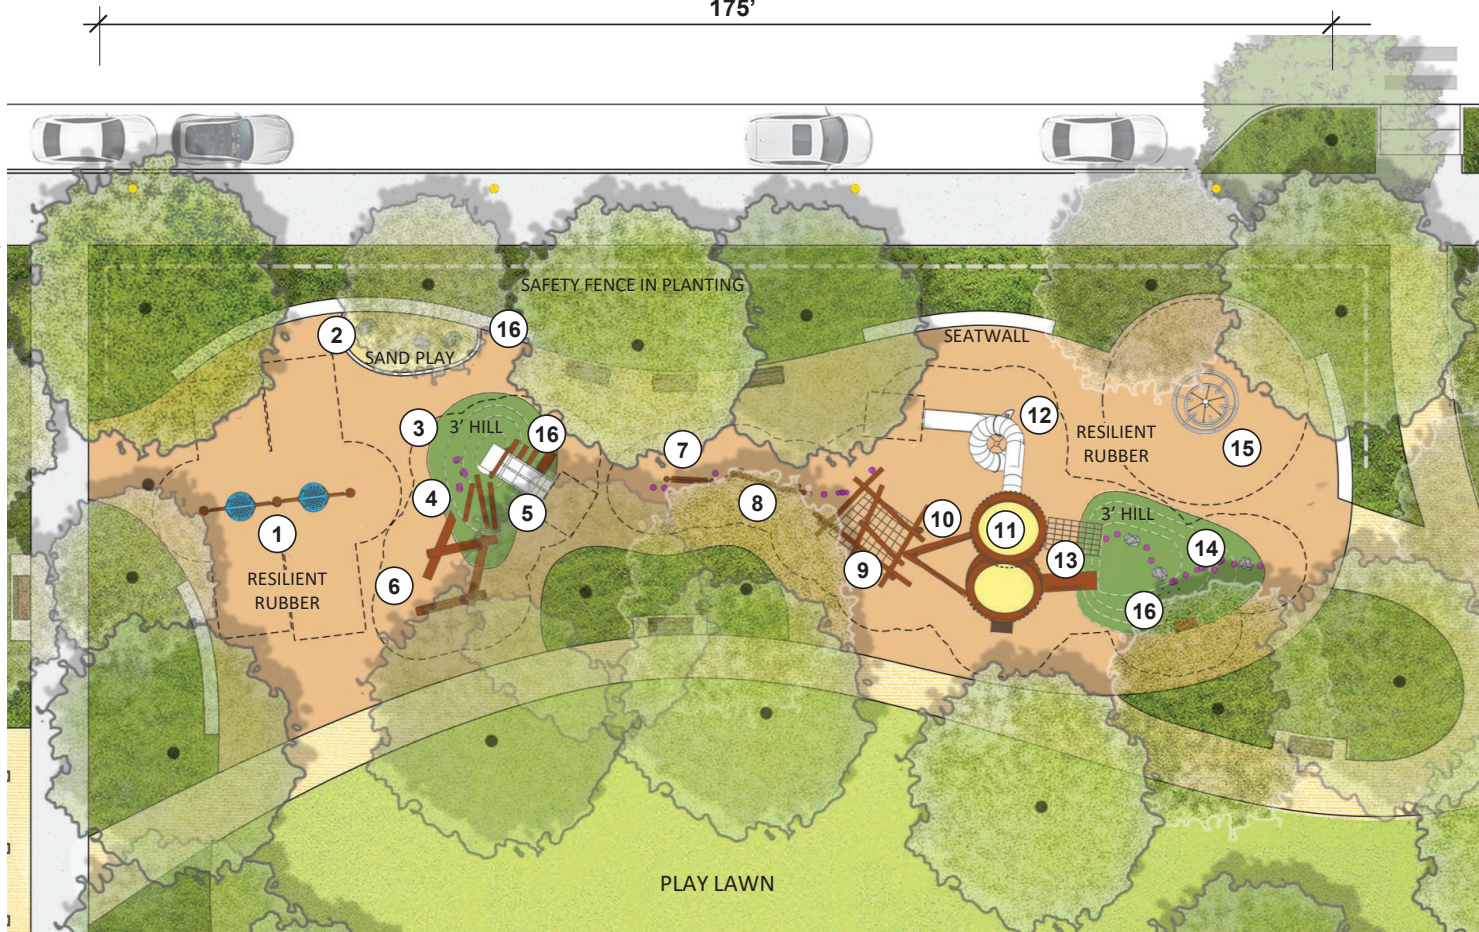 175'
SAFETY FENCE IN PLANTING
2
16
SEATWALL
SAND PLAY
3
3' HILL
16
12
RESILIENT
RUBBER
7
15
4
5
8
10
11
3' HILL
1
14
9
13
RESILIENT
RUBBER
6
16
PLAY LAWN